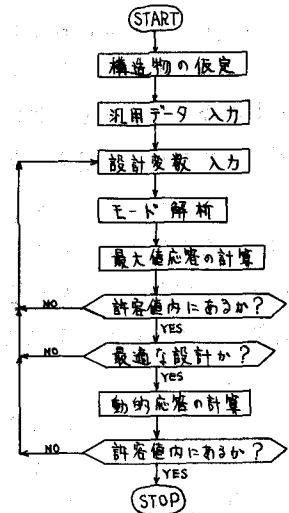 START
構造物の仮定
汎用データ 入力
設計変数 入力
モード 解析
最大値応答の計算
NO 許容値内にあるか?
YES
NO 最適な設計か?
YES
動的応答の計算
NO 許容値内にあるか?
YES
STOP